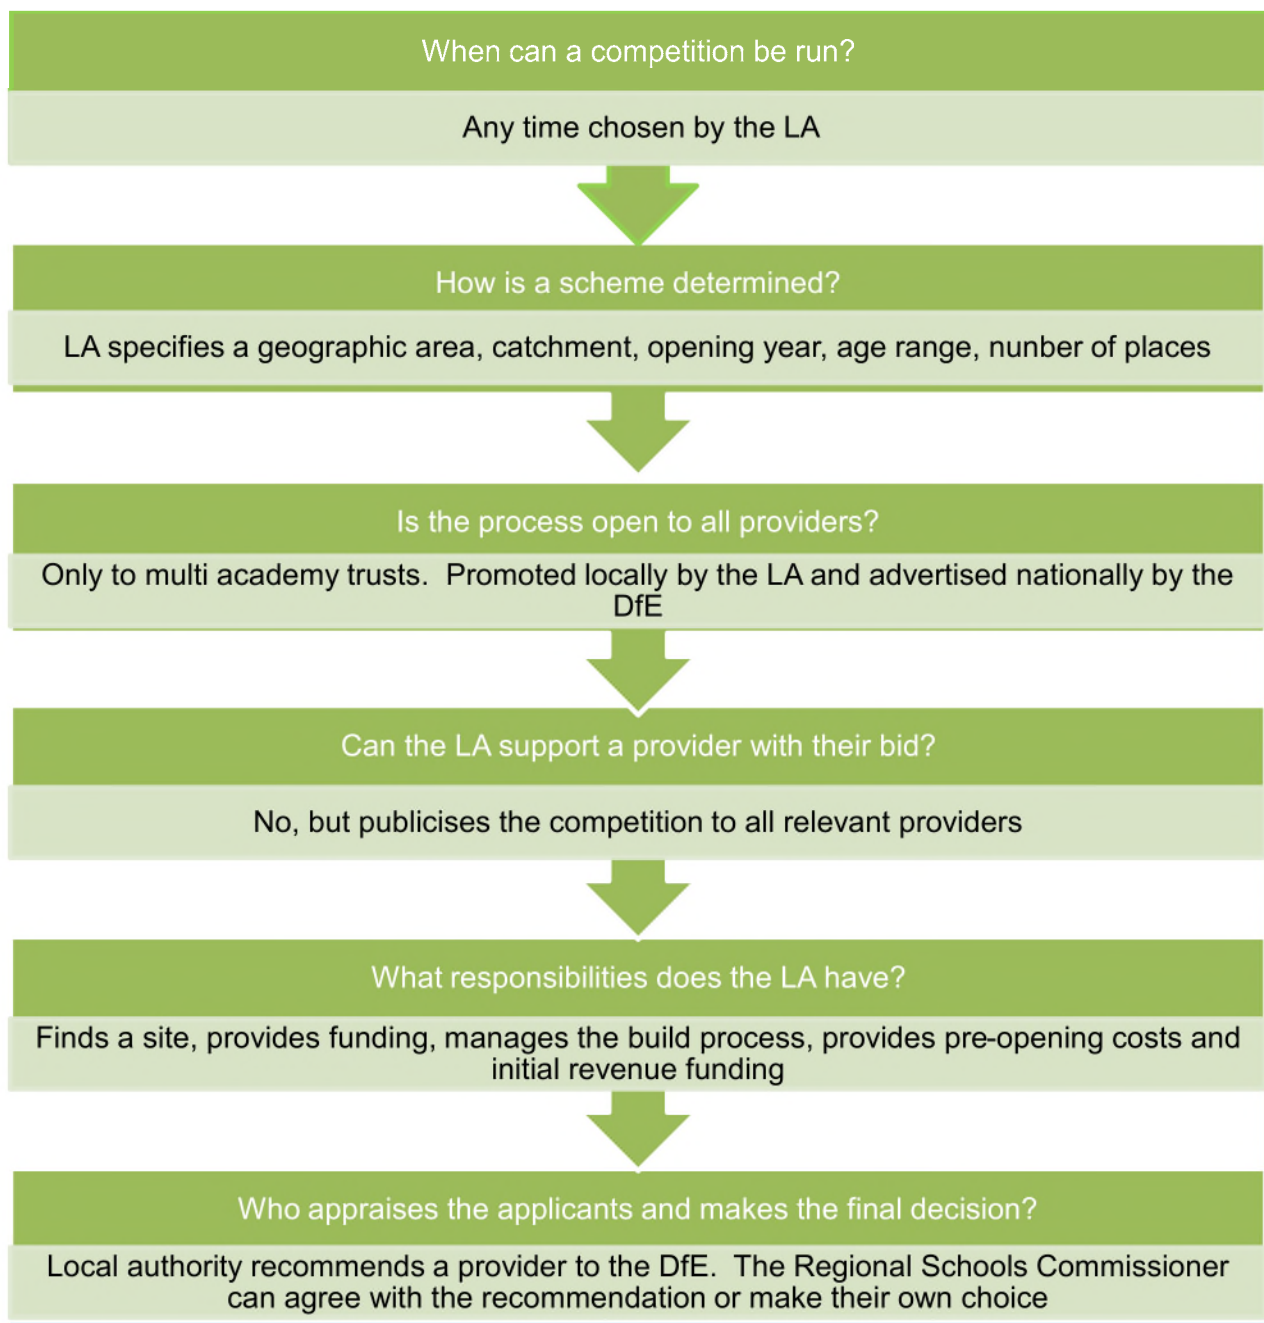 When can a competition be run?
Any time chosen by the LA
How is a scheme determined?
LA specifies a geographic area, catchment, opening year, age range, nunber of places
Is the process open to all providers?
Only to multi academy trusts.  Promoted locally by the LA and advertised nationally by the
DfE
Can the LA support a provider with their bid?
No, but publicises the competition to all relevant providers
What responsibilities does the LA have?
Finds a site, provides funding, manages the build process, provides pre-opening costs and
initial revenue funding
Who appraises the applicants and makes the final decision?
Local authority recommends a provider to the DfE.  The Regional Schools Commissioner
can agree with the recommendation or make their own choice